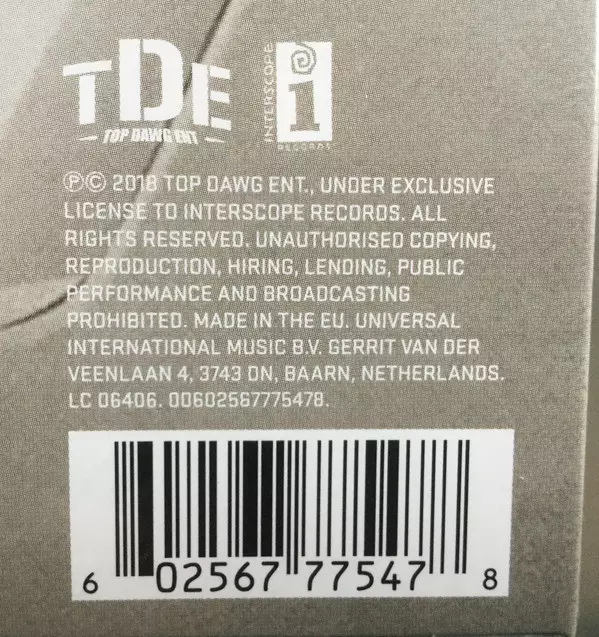 TDE
TOP DAWG ENT
INTERSCOPE
i
RECORDS
℗© 2018 TOP DAWG ENT., UNDER EXCLUSIVE
LICENSE TO INTERSCOPE RECORDS. ALL
RIGHTS RESERVED. UNAUTHORISED COPYING,
REPRODUCTION, HIRING, LENDING, PUBLIC
PERFORMANCE AND BROADCASTING
PROHIBITED. MADE IN THE EU. UNIVERSAL
INTERNATIONAL MUSIC B.V. GERRIT VAN DER
VEENLAAN 4, 3743 DN, BAARN, NETHERLANDS.
LC 06406. 00602567775478.
6 02567 77547 8